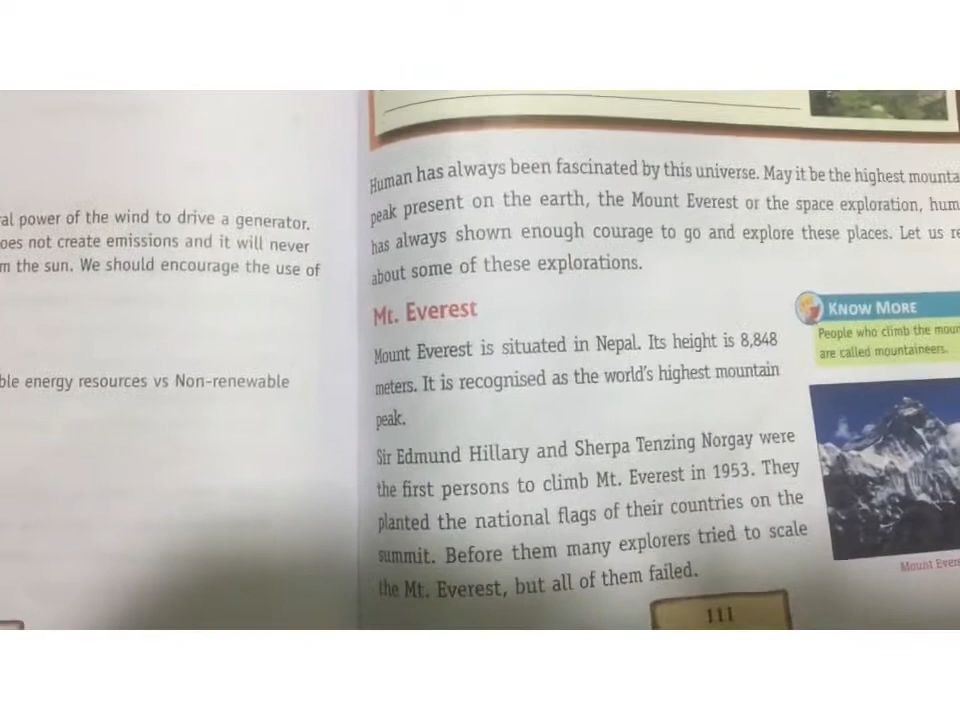 ral power of the wind to drive a generator.
oes not create emissions and it will never
m the sun. We should encourage the use of
ble energy resources vs Non-renewable
Human has always been fascinated by this universe. May it be the highest mounta
peak present on the earth, the Mount Everest or the space exploration, hum
has always shown enough courage to go and explore these places. Let us re
about some of these explorations.
Mt. Everest
Mount Everest is situated in Nepal. Its height is 8,848
meters. It is recognised as the world's highest mountain
peak.
Sir Edmund Hillary and Sherpa Tenzing Norgay were
the first persons to climb Mt. Everest in 1953. They
planted the national flags of their countries on the
summit. Before them many explorers tried to scale
the Mt. Everest, but all of them failed.
KNOW MORE
People who climb the moun
are called mountaineers.
Mount Evere
111